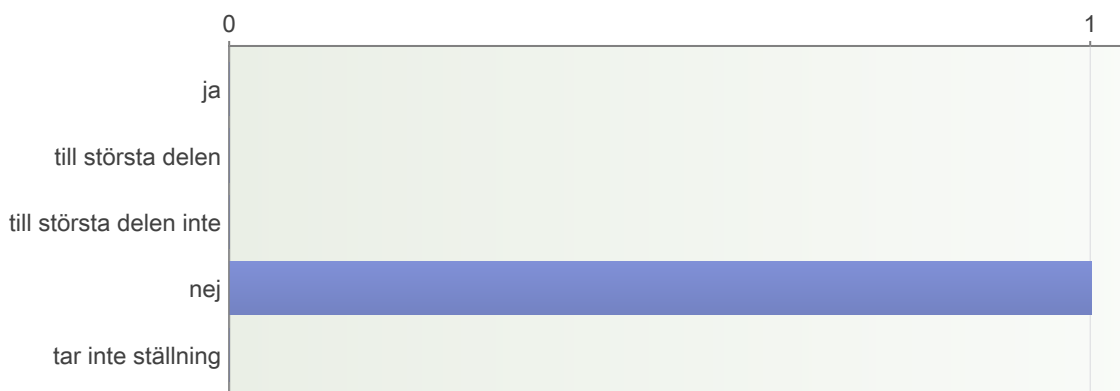 0 1
ja
till största delen
till största delen inte
nej
tar inte ställning